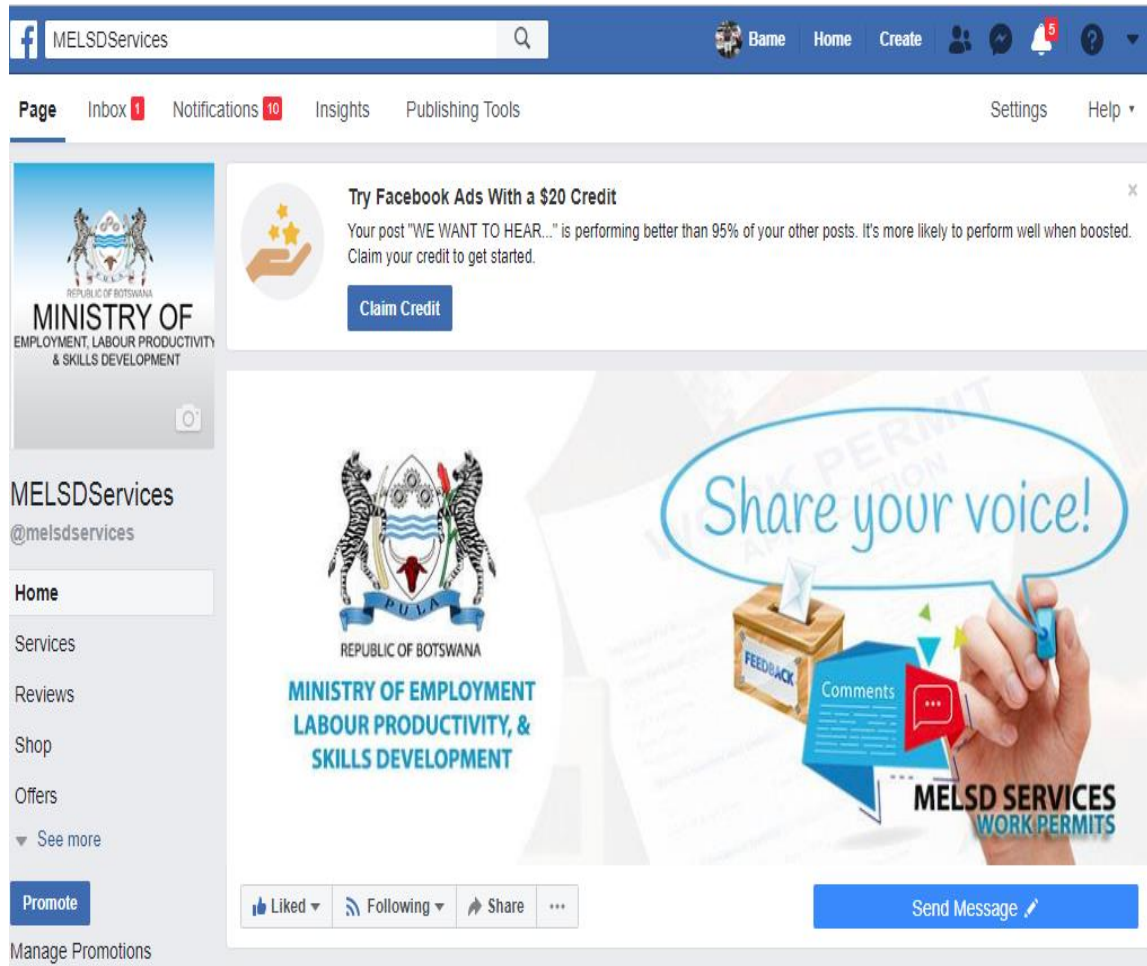 f MELSDServices
Bame Home Create 5
Page Inbox 1 Notifications 10 Insights Publishing Tools Settings Help
REPUBLIC OF BOTSWANA
MINISTRY OF
EMPLOYMENT, LABOUR PRODUCTIVITY
& SKILLS DEVELOPMENT
MELSDServices
@melsdservices
Home
Services
Reviews
Shop
Offers
See more
Promote
Manage Promotions
Try Facebook Ads With a $20 Credit
Your post "WE WANT TO HEAR..." is performing better than 95% of your other posts. It's more likely to perform well when boosted.
Claim your credit to get started.
Claim Credit
PULA
REPUBLIC OF BOTSWANA
MINISTRY OF EMPLOYMENT
LABOUR PRODUCTIVITY, &
SKILLS DEVELOPMENT
WORK PERMIT
Share your voice!
FEEDBACK
Comments
MELSD SERVICES
WORK PERMITS
Liked Following Share ...
Send Message